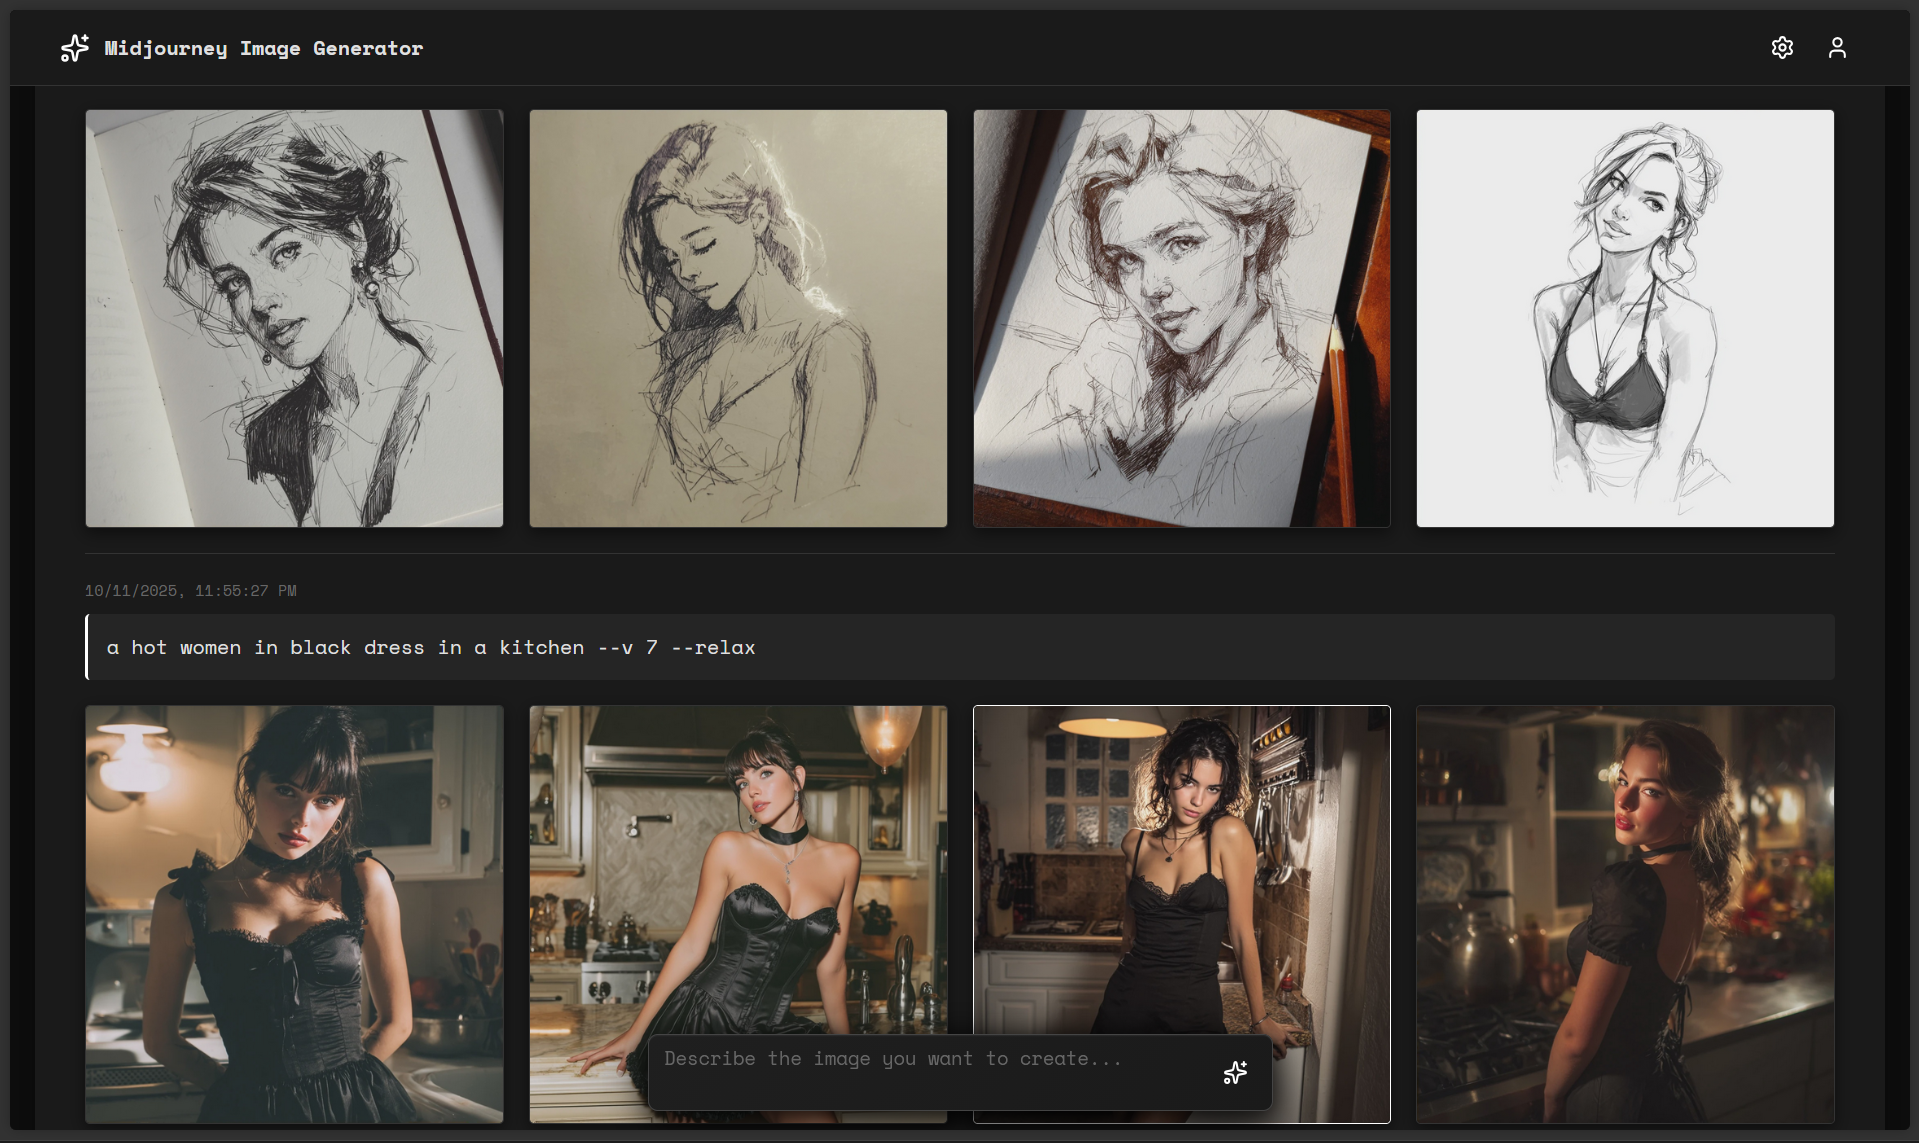 Midjourney Image Generator
10/11/2025, 11:55:27 PM
a hot women in black dress in a kitchen --v 7 --relax
Describe the image you want to create...